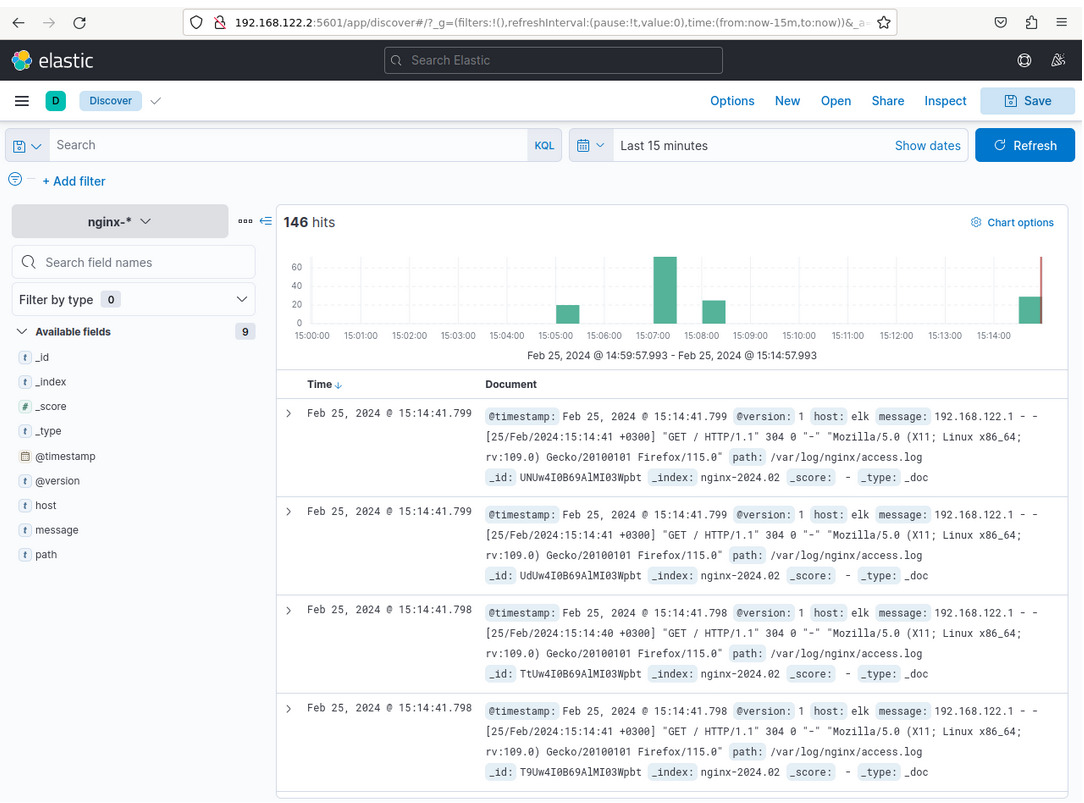 192.168.122.2:5601/app/discover#/?_g=(filters:!(),refreshInterval:(pause:!t,value:0),time:(from:now-15m,to:now))&_a=
elastic
Search Elastic
D
Discover
Options
New
Open
Share
Inspect
Save
Search
KQL
Last 15 minutes
Show dates
Refresh
+ Add filter
nginx-*
Search field names
Filter by type 0
Available fields 9
t _id
t _index
# _score
t _type
@timestamp
t @version
t host
t message
t path
146 hits
Chart options
60
40
20
0
15:00:00 15:01:00 15:02:00 15:03:00 15:04:00 15:05:00 15:06:00 15:07:00 15:08:00 15:09:00 15:10:00 15:11:00 15:12:00 15:13:00 15:14:00
Feb 25, 2024 @ 14:59:57.993 - Feb 25, 2024 @ 15:14:57.993
Time Document
Feb 25, 2024 @ 15:14:41.799 @timestamp: Feb 25, 2024 @ 15:14:41.799 @version: 1 host: elk message: 192.168.122.1 - -
[25/Feb/2024:15:14:41 +0300] "GET / HTTP/1.1" 304 0 "-" "Mozilla/5.0 (X11; Linux x86_64;
rv:109.0) Gecko/20100101 Firefox/115.0" path: /var/log/nginx/access.log
_id: UNUw4I0B69AlMI03Wpbt _index: nginx-2024.02 _score: - _type: _doc
Feb 25, 2024 @ 15:14:41.799 @timestamp: Feb 25, 2024 @ 15:14:41.799 @version: 1 host: elk message: 192.168.122.1 - -
[25/Feb/2024:15:14:41 +0300] "GET / HTTP/1.1" 304 0 "-" "Mozilla/5.0 (X11; Linux x86_64;
rv:109.0) Gecko/20100101 Firefox/115.0" path: /var/log/nginx/access.log
_id: UdUw4I0B69AlMI03Wpbt _index: nginx-2024.02 _score: - _type: _doc
Feb 25, 2024 @ 15:14:41.798 @timestamp: Feb 25, 2024 @ 15:14:41.798 @version: 1 host: elk message: 192.168.122.1 - -
[25/Feb/2024:15:14:40 +0300] "GET / HTTP/1.1" 304 0 "-" "Mozilla/5.0 (X11; Linux x86_64;
rv:109.0) Gecko/20100101 Firefox/115.0" path: /var/log/nginx/access.log
_id: TtUw4I0B69AlMI03Wpbt _index: nginx-2024.02 _score: - _type: _doc
Feb 25, 2024 @ 15:14:41.798 @timestamp: Feb 25, 2024 @ 15:14:41.798 @version: 1 host: elk message: 192.168.122.1 - -
[25/Feb/2024:15:14:41 +0300] "GET / HTTP/1.1" 304 0 "-" "Mozilla/5.0 (X11; Linux x86_64;
rv:109.0) Gecko/20100101 Firefox/115.0" path: /var/log/nginx/access.log
_id: T9Uw4I0B69AlMI03Wpbt _index: nginx-2024.02 _score: - _type: _doc